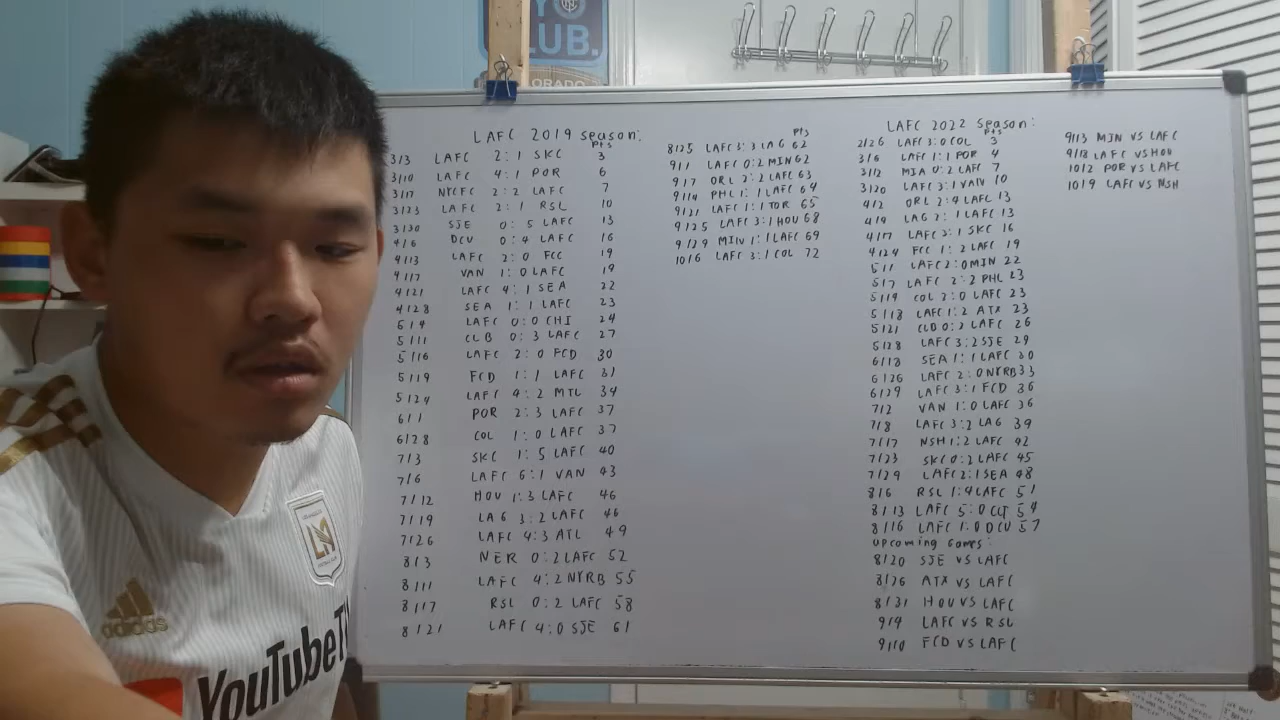 YO
CLUB.
ORADO
LAFC 2019 season:
Pts
3/3 LAFC 2:1 SKC 3
3/10 LAFC 4:1 POR 6
3/17 NYCFC 2:2 LAFC 7
3/23 LAFC 2:1 RSL 10
3/30 SJE 0:5 LAFC 13
4/6 DCU 0:4 LAFC 16
4/13 LAFC 2:0 FCC 19
4/17 VAN 1:0 LAFC 19
4/21 LAFC 4:1 SEA 22
4/28 SEA 1:1 LAFC 23
5/4 LAFC 0:0 CHI 24
5/11 CLB 0:3 LAFC 27
5/16 LAFC 2:0 FCD 30
5/19 FCD 1:1 LAFC 31
5/24 LAFC 4:2 MTL 34
6/1 POR 2:3 LAFC 37
6/28 COL 1:0 LAFC 37
7/3 SKC 1:5 LAFC 40
7/6 LAFC 6:1 VAN 43
7/12 HOU 1:3 LAFC 46
7/19 LAG 3:2 LAFC 46
7/26 LAFC 4:3 ATL 49
8/3 NER 0:2 LAFC 52
8/11 LAFC 4:2 NYRB 55
8/17 RSL 0:2 LAFC 58
8/21 LAFC 4:0 SJE 61
Pts
8/25 LAFC 3:3 LAG 62
9/1 LAFC 0:2 MIN 62
9/7 ORL 2:2 LAFC 63
9/14 PHL 1:1 LAFC 64
9/21 LAFC 1:1 TOR 65
9/25 LAFC 3:1 HOU 68
9/29 MIN 1:1 LAFC 69
10/6 LAFC 3:1 COL 72
LAFC 2022 season:
Pts
2/26 LAFC 3:0 COL 3
3/6 LAFC 1:1 POR 4
3/12 MIA 0:2 LAFC 7
3/20 LAFC 3:1 VAN 10
4/2 ORL 2:4 LAFC 13
4/9 LAG 2:1 LAFC 13
4/17 LAFC 3:1 SKC 16
4/24 FCC 1:2 LAFC 19
5/1 LAFC 2:0 MIN 22
5/7 LAFC 2:2 PHL 23
5/14 COL 2:0 LAFC 23
5/18 LAFC 1:2 ATX 23
5/21 CLB 0:2 LAFC 26
5/28 LAFC 3:2 SJE 29
6/18 SEA 1:1 LAFC 30
6/26 LAFC 2:0 NYRB 33
6/29 LAFC 3:1 FCD 36
7/2 VAN 1:0 LAFC 36
7/8 LAFC 3:2 LAG 39
7/17 NSH 1:2 LAFC 42
7/23 SKC 0:2 LAFC 45
7/29 LAFC 2:1 SEA 48
8/6 RSL 1:4 LAFC 51
8/13 LAFC 5:0 CLT 54
8/16 LAFC 1:0 DCU 57
upcoming Games:
8/20 SJE VS LAFC
8/26 ATX VS LAFC
8/31 HOU VS LAFC
9/4 LAFC VS RSL
9/10 FCD VS LAFC
9/13 MIN VS LAFC
9/18 LAFC VS HOU
10/2 POR VS LAFC
10/9 LAFC VS NSH
LA
adidas
YouTubeT